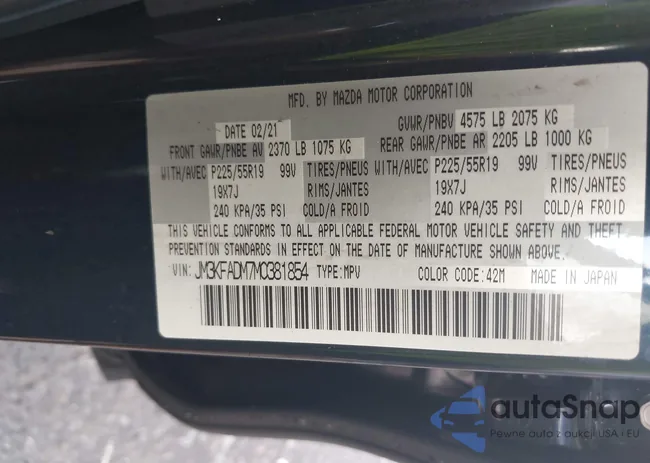 MFD. BY MAZDA MOTOR CORPORATION
DATE 02/21 GVWR/PNBV 4575 LB 2075 KG
FRONT GAWR/PNBE AV 2370 LB 1075 KG REAR GAWR/PNBE AR 2205 LB 1000 KG
WITH/AVEC P225/55R19 99V TIRES/PNEUS WITH/AVEC P225/55R19 99V TIRES/PNEUS
19X7J RIMS/JANTES 19X7J RIMS/JANTES
240 KPA/35 PSI COLD/A FROID 240 KPA/35 PSI COLD/A FROID
THIS VEHICLE CONFORMS TO ALL APPLICABLE FEDERAL MOTOR VEHICLE SAFETY AND THEFT
PREVENTION STANDARDS IN EFFECT ON THE DATE OF MANUFACTURE SHOWN ABOVE.
VIN: JM3KFADM7M0381854 TYPE:MPV COLOR CODE:42M MADE IN JAPAN
autoSnap
Pewne auto z aukcji USA i EU